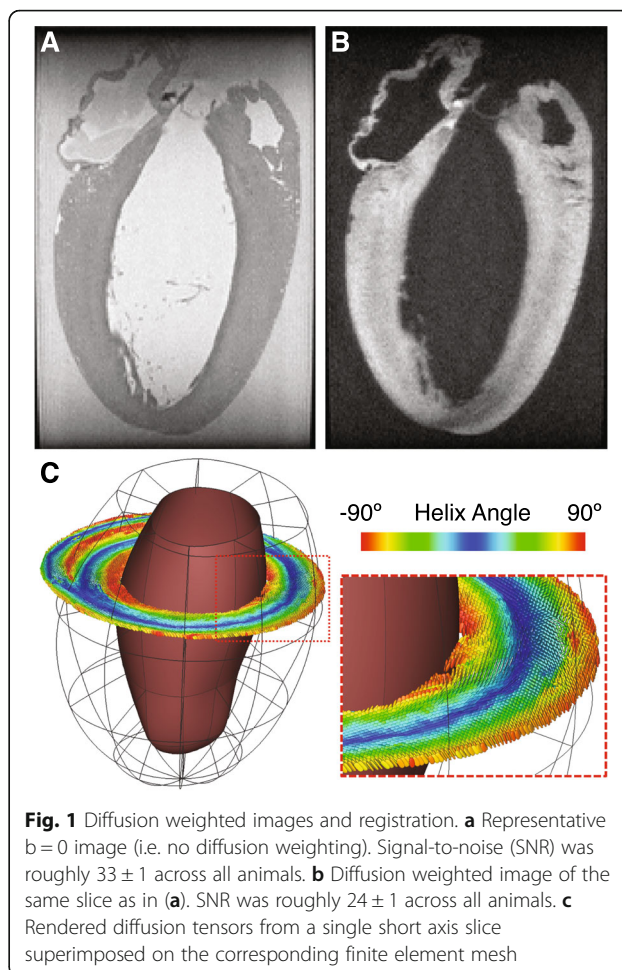 A
B
C
-90º Helix Angle 90º
Fig. 1 Diffusion weighted images and registration. a Representative
b = 0 image (i.e. no diffusion weighting). Signal-to-noise (SNR) was
roughly 33 ± 1 across all animals. b Diffusion weighted image of the
same slice as in (a). SNR was roughly 24 ± 1 across all animals. c
Rendered diffusion tensors from a single short axis slice
superimposed on the corresponding finite element mesh